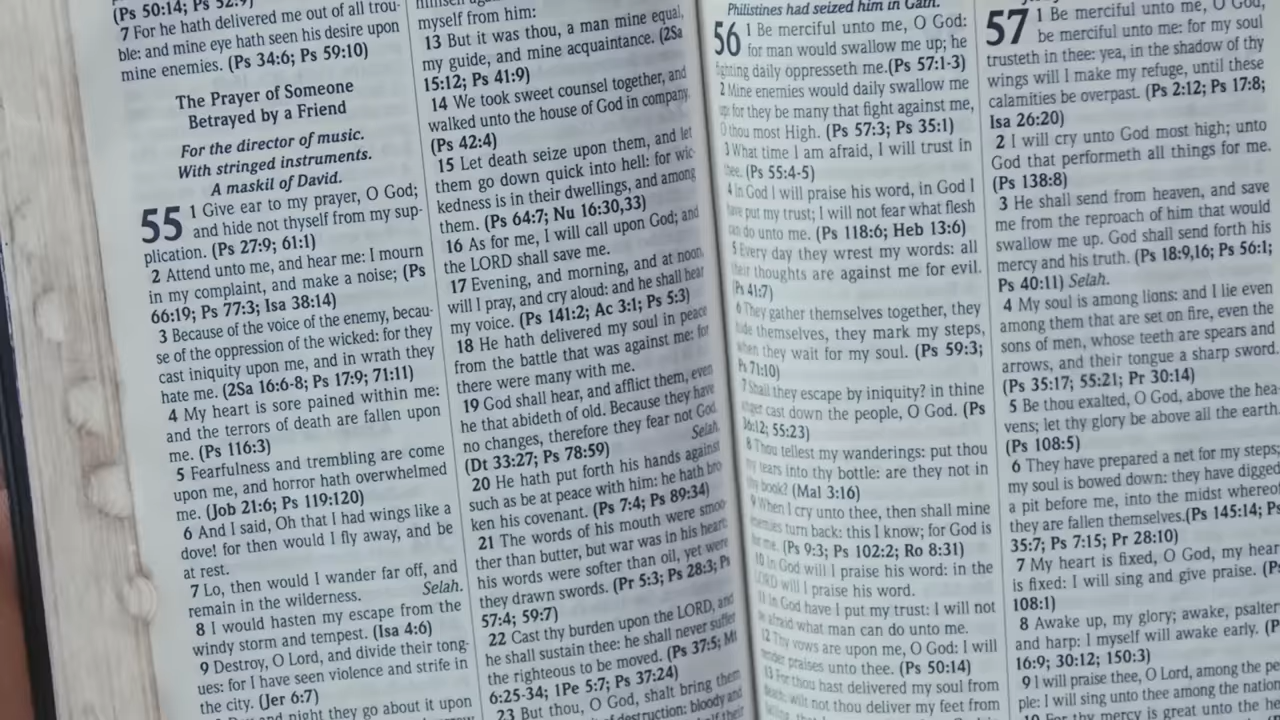 (Ps 50:14; Ps 52:9)
7 For he hath delivered me out of all trou-
ble: and mine eye hath seen his desire upon
mine enemies. (Ps 34:6; Ps 59:10)
The Prayer of Someone
Betrayed by a Friend
For the director of music.
With stringed instruments.
A maskil of David.
55 1 Give ear to my prayer, O God;
and hide not thyself from my sup-
plication. (Ps 27:9; 61:1)
2 Attend unto me, and hear me: I mourn
in my complaint, and make a noise; (Ps
66:19; Ps 77:3; Isa 38:14)
3 Because of the voice of the enemy, becau-
se of the oppression of the wicked: for they
cast iniquity upon me, and in wrath they
hate me. (2Sa 16:6-8; Ps 17:9; 71:11)
4 My heart is sore pained within me:
and the terrors of death are fallen upon
me. (Ps 116:3)
5 Fearfulness and trembling are come
upon me, and horror hath overwhelmed
me. (Job 21:6; Ps 119:120)
6 And I said, Oh that I had wings like a
dove! for then would I fly away, and be
at rest.
7 Lo, then would I wander far off, and
remain in the wilderness. Selah.
8 I would hasten my escape from the
windy storm and tempest. (Isa 4:6)
9 Destroy, O Lord, and divide their tong-
ues: for I have seen violence and strife in
the city. (Jer 6:7)
and night they go about it upon
myself from him:
13 But it was thou, a man mine equal,
my guide, and mine acquaintance. (2Sa
15:12; Ps 41:9)
14 We took sweet counsel together, and
walked unto the house of God in company.
(Ps 42:4)
15 Let death seize upon them, and let
them go down quick into hell: for wic-
kedness is in their dwellings, and among
them. (Ps 64:7; Nu 16:30,33)
16 As for me, I will call upon God; and
the LORD shall save me.
17 Evening, and morning, and at noon,
will I pray, and cry aloud: and he shall hear
my voice. (Ps 141:2; Ac 3:1; Ps 5:3)
18 He hath delivered my soul in peace
from the battle that was against me: for
there were many with me.
19 God shall hear, and afflict them, even
he that abideth of old. Because they have
no changes, therefore they fear not God.
Selah.
(Dt 33:27; Ps 78:59)
20 He hath put forth his hands against
such as be at peace with him: he hath bro-
ken his covenant. (Ps 7:4; Ps 89:34)
21 The words of his mouth were smoo-
ther than butter, but war was in his heart:
his words were softer than oil, yet were
they drawn swords. (Pr 5:3; Ps 28:3; Ps
57:4; 59:7)
22 Cast thy burden upon the LORD, and
he shall sustain thee: he shall never suffer
the righteous to be moved. (Ps 37:5; Mt
6:25-34; 1Pe 5:7; Ps 37:24)
23 But thou, O God, shalt bring them
destruction: bloody and
Philistines had seized him in Gath.
56 1 Be merciful unto me, O God:
for man would swallow me up; he
fighting daily oppresseth me.(Ps 57:1-3)
2 Mine enemies would daily swallow me
up: for they be many that fight against me,
O thou most High. (Ps 57:3; Ps 35:1)
3 What time I am afraid, I will trust in
thee. (Ps 55:4-5)
4 In God I will praise his word, in God I
have put my trust; I will not fear what flesh
can do unto me. (Ps 118:6; Heb 13:6)
5 Every day they wrest my words: all
their thoughts are against me for evil.
(Ps 41:7)
6 They gather themselves together, they
hide themselves, they mark my steps,
when they wait for my soul. (Ps 59:3;
Ps 71:10)
7 Shall they escape by iniquity? in thine
anger cast down the people, O God. (Ps
36:12; 55:23)
8 Thou tellest my wanderings: put thou
my tears into thy bottle: are they not in
thy book? (Mal 3:16)
9 When I cry unto thee, then shall mine
enemies turn back: this I know; for God is
for me. (Ps 9:3; Ps 102:2; Ro 8:31)
10 In God will I praise his word: in the
LORD will I praise his word.
11 In God have I put my trust: I will not
be afraid what man can do unto me.
12 Thy vows are upon me, O God: I will
render praises unto thee. (Ps 50:14)
13 For thou hast delivered my soul from
death: wilt not thou deliver my feet from
57 1 Be merciful unto me, O God,
be merciful unto me: for my soul
trusteth in thee: yea, in the shadow of thy
wings will I make my refuge, until these
calamities be overpast. (Ps 2:12; Ps 17:8;
Isa 26:20)
2 I will cry unto God most high; unto
God that performeth all things for me.
(Ps 138:8)
3 He shall send from heaven, and save
me from the reproach of him that would
swallow me up. God shall send forth his
mercy and his truth. (Ps 18:9,16; Ps 56:1;
Ps 40:11) Selah.
4 My soul is among lions: and I lie even
among them that are set on fire, even the
sons of men, whose teeth are spears and
arrows, and their tongue a sharp sword.
(Ps 35:17; 55:21; Pr 30:14)
5 Be thou exalted, O God, above the hea-
vens; let thy glory be above all the earth.
(Ps 108:5)
6 They have prepared a net for my steps;
my soul is bowed down: they have digged
a pit before me, into the midst whereof
they are fallen themselves.(Ps 145:14; Ps
35:7; Ps 7:15; Pr 28:10)
7 My heart is fixed, O God, my heart
is fixed: I will sing and give praise. (Ps
108:1)
8 Awake up, my glory; awake, psaltery
and harp: I myself will awake early. (P
16:9; 30:12; 150:3)
9 I will praise thee, O Lord, among the peo
ple: I will sing unto thee among the nation
10 For thy mercy is great unto the he